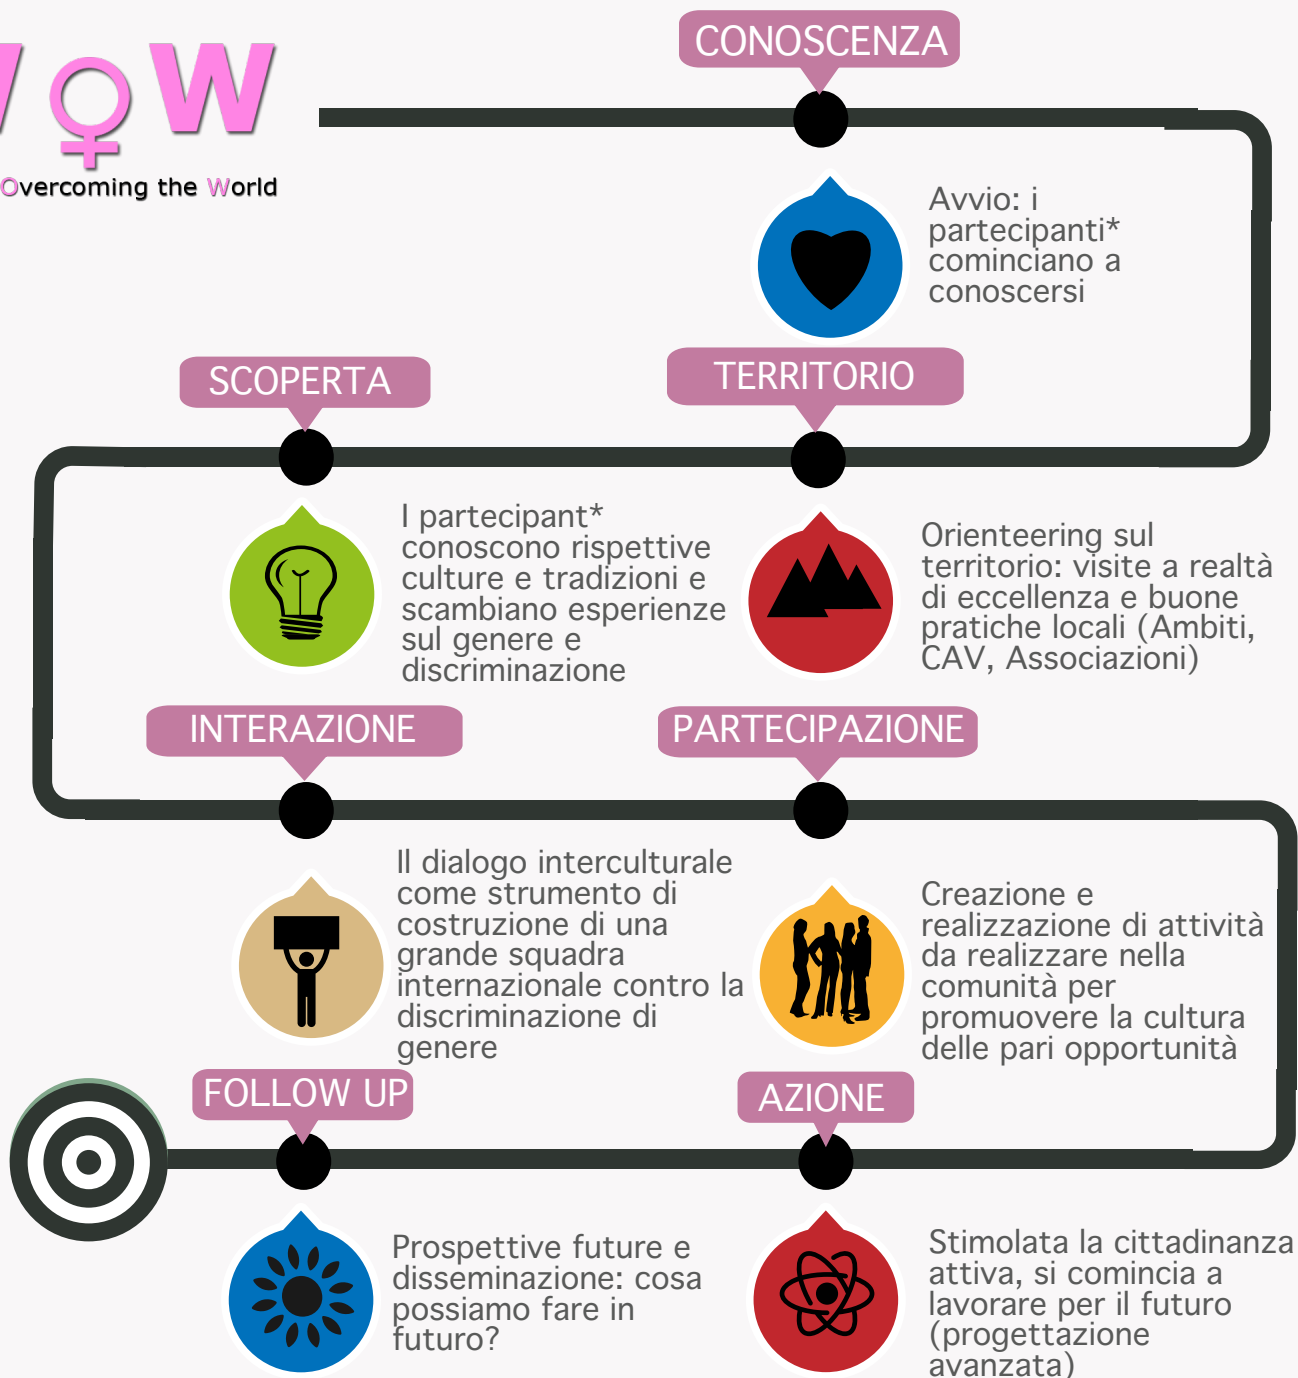 WOW
Overcoming the World
CONOSCENZA
Avvio: i
partecipanti*
cominciano a
conoscersi
TERRITORIO
Orienteering sul
territorio: visite a realtà
di eccellenza e buone
pratiche locali (Ambiti,
CAV, Associazioni)
SCOPERTA
I partecipant*
conoscono rispettive
culture e tradizioni e
scambiano esperienze
sul genere e
discriminazione
INTERAZIONE
Il dialogo interculturale
come strumento di
costruzione di una
grande squadra
internazionale contro la
discriminazione di
genere
PARTECIPAZIONE
Creazione e
realizzazione di attività
da realizzare nella
comunità per
promuovere la cultura
delle pari opportunità
AZIONE
Stimolata la cittadinanza
attiva, si comincia a
lavorare per il futuro
(progettazione
avanzata)
FOLLOW UP
Prospettive future e
disseminazione: cosa
possiamo fare in
futuro?